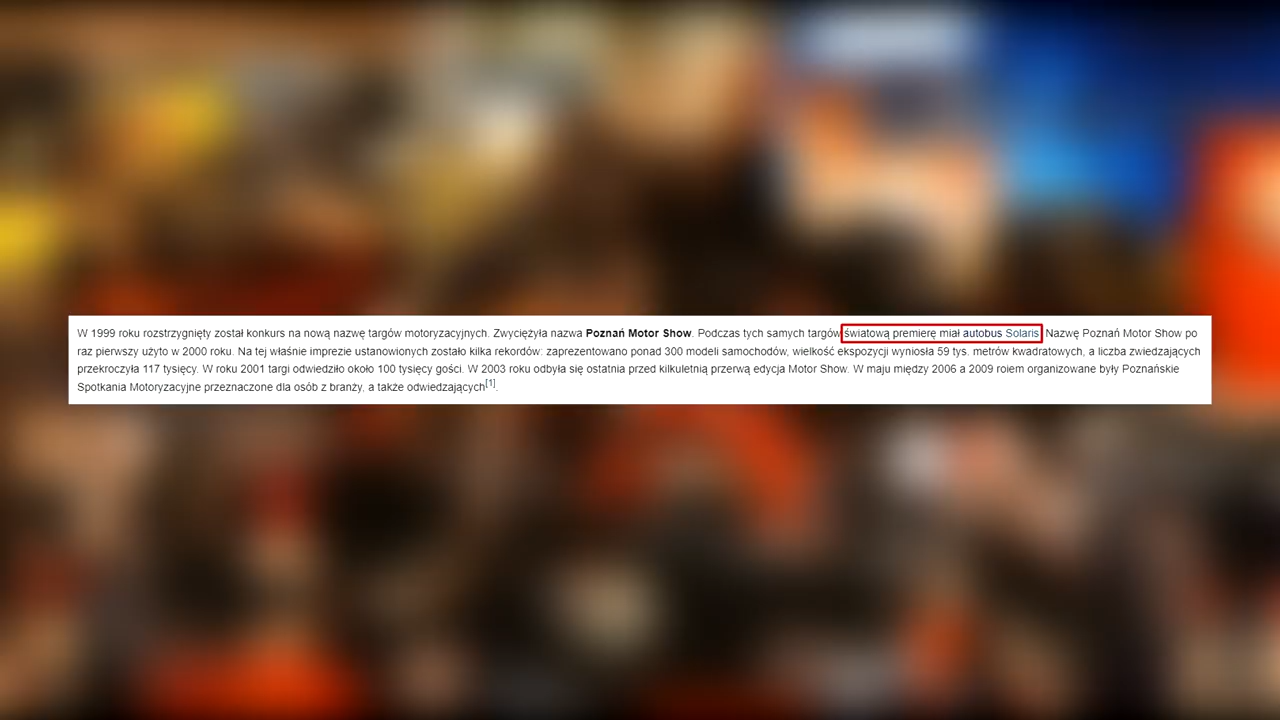 W 1999 roku rozstrzygnięty został konkurs na nową nazwę targów motoryzacyjnych. Zwyciężyła nazwa Poznań Motor Show. Podczas tych samych targów światową premierę miał autobus Solaris. Nazwę Poznań Motor Show po
raz pierwszy użyto w 2000 roku. Na tej właśnie imprezie ustanowionych zostało kilka rekordów: zaprezentowano ponad 300 modeli samochodów, wielkość ekspozycji wyniosła 59 tys. metrów kwadratowych, a liczba zwiedzających
przekroczyła 117 tysięcy. W roku 2001 targi odwiedziło około 100 tysięcy gości. W 2003 roku odbyła się ostatnia przed kilkuletnią przerwą edycja Motor Show. W maju między 2006 a 2009 roiem organizowane były Poznańskie
Spotkania Motoryzacyjne przeznaczone dla osób z branży, a także odwiedzających[1].